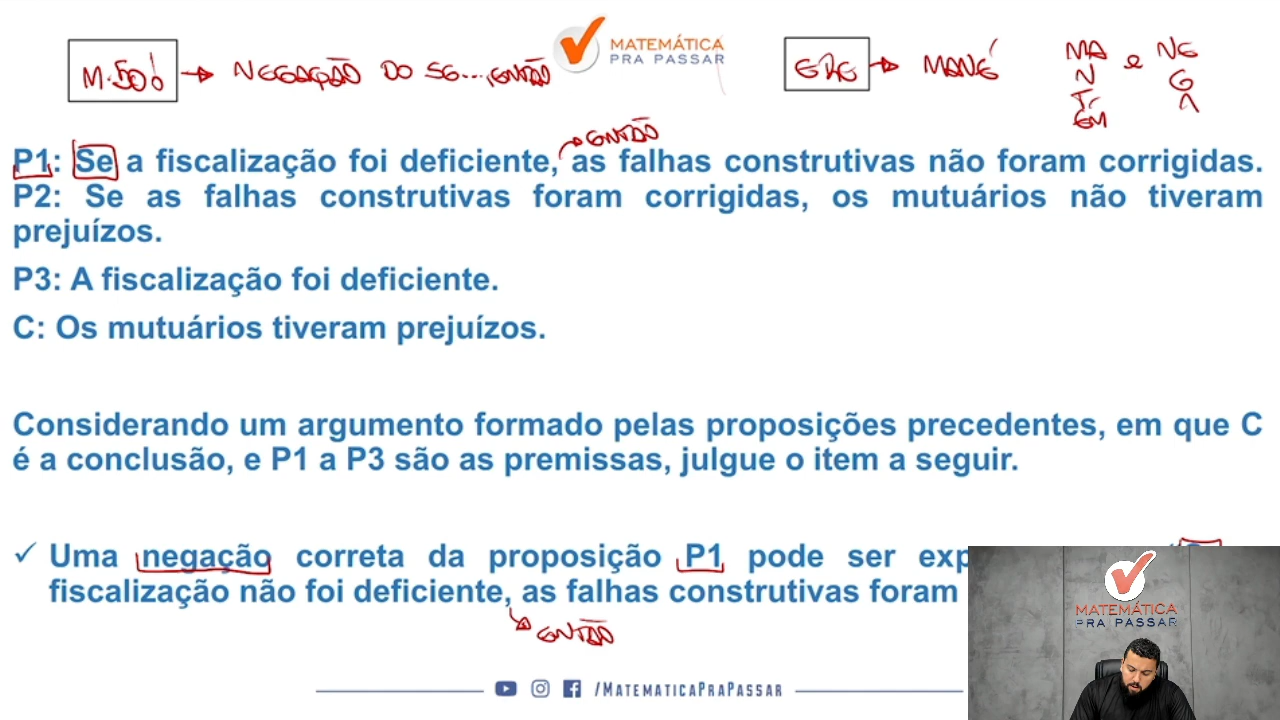 M.500 → NEGAÇÃO DO SE...ENTÃO
MATEMÁTICA
PRA PASSAR
→ MANÉ
MA e NE
N G
TÉM A
→ ENTÃO
P1: Se a fiscalização foi deficiente, as falhas construtivas não foram corrigidas.
P2: Se as falhas construtivas foram corrigidas, os mutuários não tiveram
prejuízos.
P3: A fiscalização foi deficiente.
C: Os mutuários tiveram prejuízos.
Considerando um argumento formado pelas proposições precedentes, em que C
é a conclusão, e P1 a P3 são as premissas, julgue o item a seguir.
✓ Uma negação correta da proposição P1 pode ser exp
fiscalização não foi deficiente, as falhas construtivas foram
→ ENTÃO
MATEMÁTICA
PRA PASSAR
/MATEMATICAPRAPASSAR